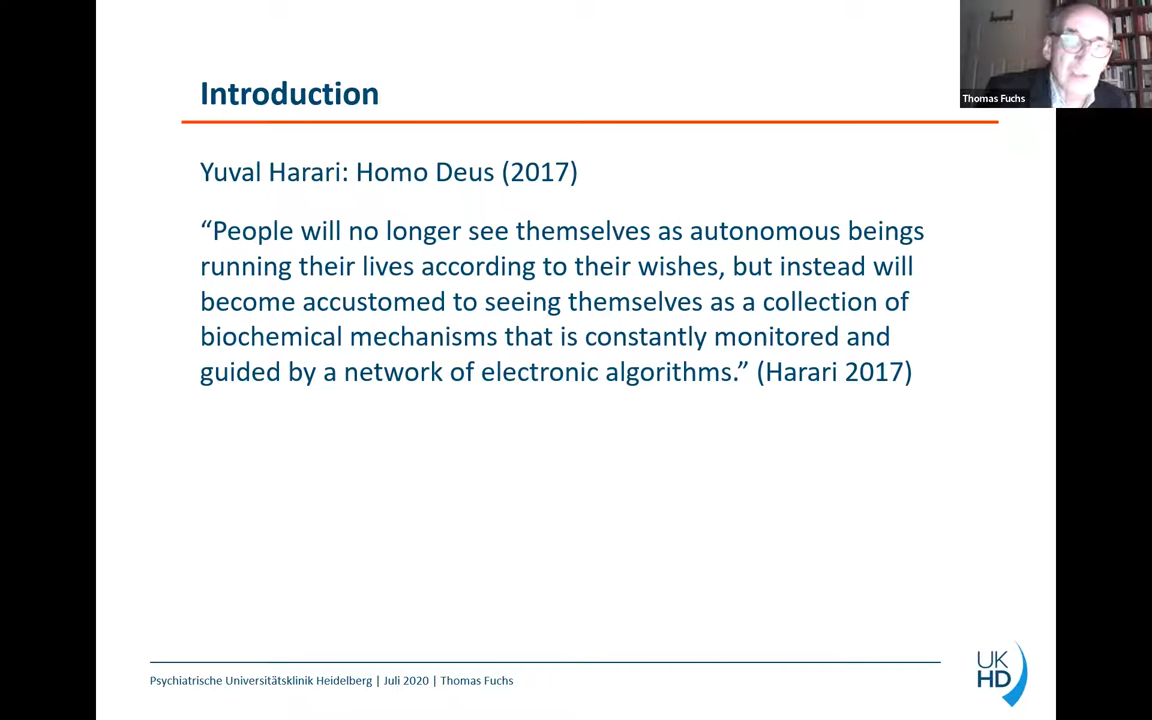 Thomas Fuchs
Introduction
Yuval Harari: Homo Deus (2017)
“People will no longer see themselves as autonomous beings
running their lives according to their wishes, but instead will
become accustomed to seeing themselves as a collection of
biochemical mechanisms that is constantly monitored and
guided by a network of electronic algorithms.” (Harari 2017)
Psychiatrische Universitätsklinik Heidelberg | Juli 2020 | Thomas Fuchs
UK
HD